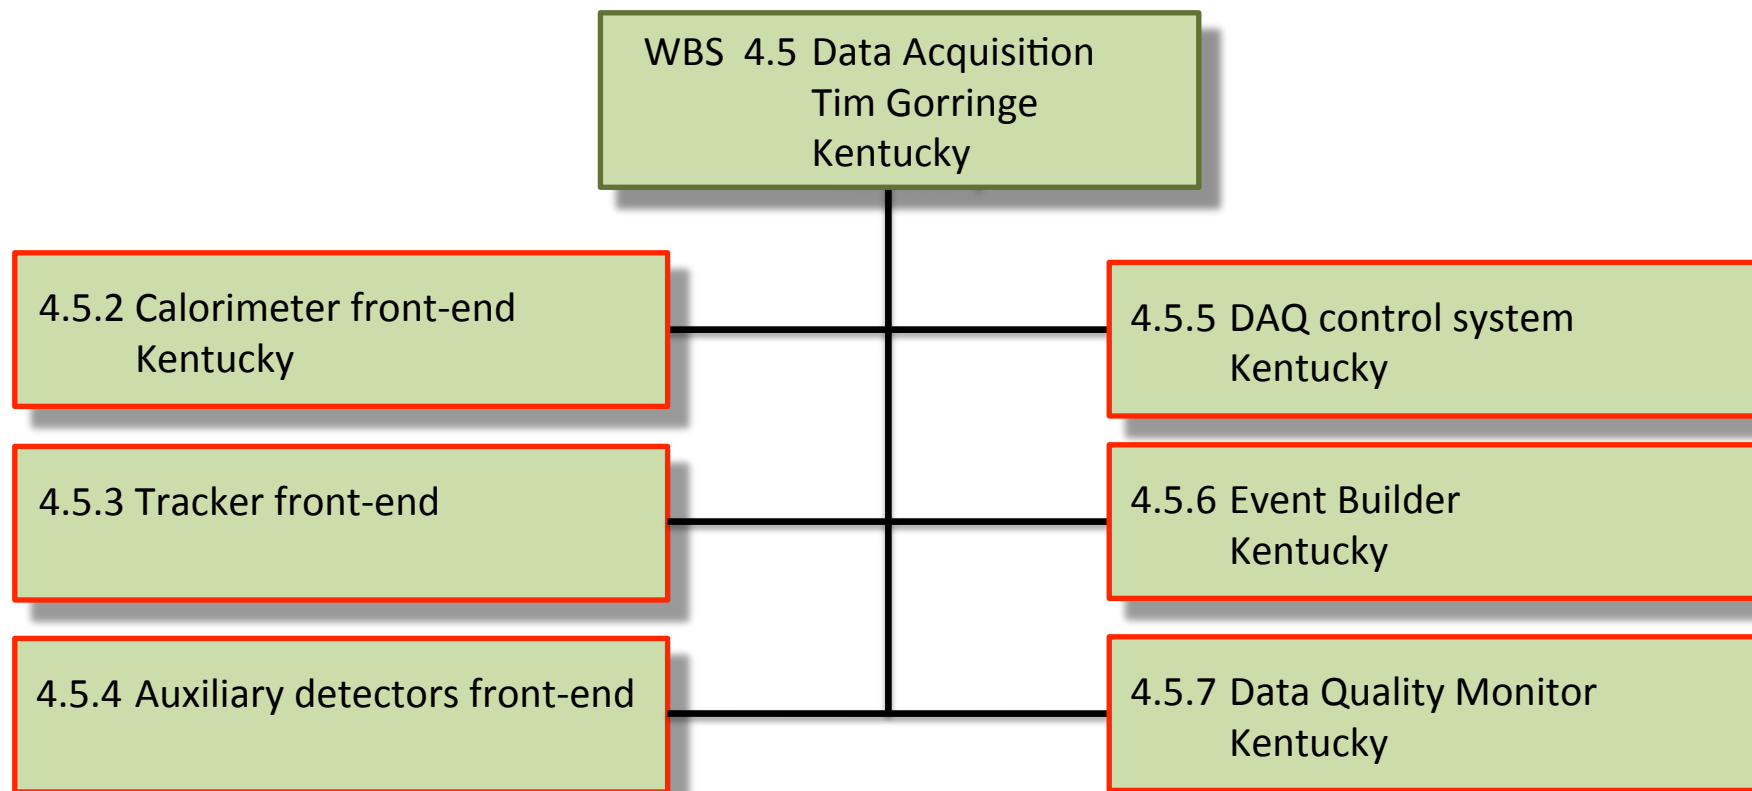 WBS 4.5 Data Acquisition
Tim Gorringe
Kentucky
4.5.2 Calorimeter front-end
Kentucky
4.5.3 Tracker front-end
4.5.4 Auxiliary detectors front-end
4.5.5 DAQ control system
Kentucky
4.5.6 Event Builder
Kentucky
4.5.7 Data Quality Monitor
Kentucky